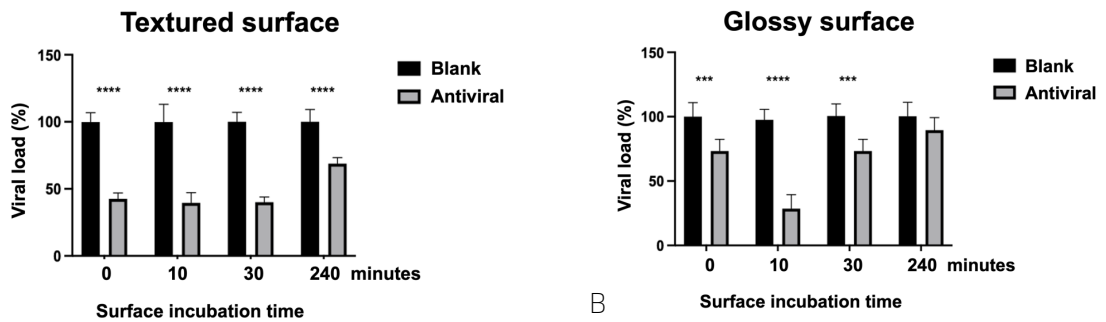 Textured surface
150
100
50
0
Viral load (%)
**** **** **** ****
Blank
Antiviral
0 10 30 240 minutes
Surface incubation time
B
Glossy surface
150
100
50
0
Viral load (%)
*** **** ***
Blank
Antiviral
0 10 30 240 minutes
Surface incubation time